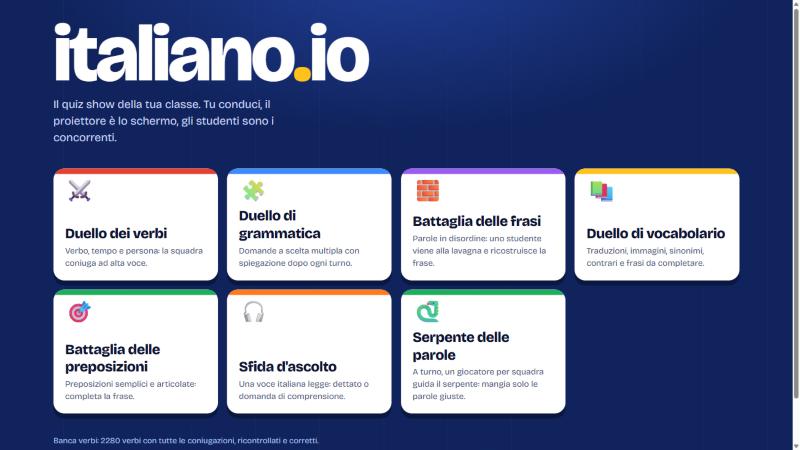 italiano.io
Il quiz show della tua classe. Tu conduci, il
proiettore è lo schermo, gli studenti sono i
concorrenti.
Duello dei verbi
Verbo, tempo e persona: la squadra
coniuga ad alta voce.
Duello di
grammatica
Domande a scelta multipla con
spiegazione dopo ogni turno.
Battaglia delle frasi
Parole in disordine: uno studente
viene alla lavagna e ricostruisce la
frase.
Duello di vocabolario
Traduzioni, immagini, sinonimi,
contrari e frasi da completare.
Battaglia delle
preposizioni
Preposizioni semplici e articolate:
completa la frase.
Sfida d'ascolto
Una voce italiana legge: dettato o
domanda di comprensione.
Serpente delle
parole
A turno, un giocatore per squadra
guida il serpente: mangia solo le
parole giuste.
Banca verbi: 2280 verbi con tutte le coniugazioni, ricontrollati e corretti.